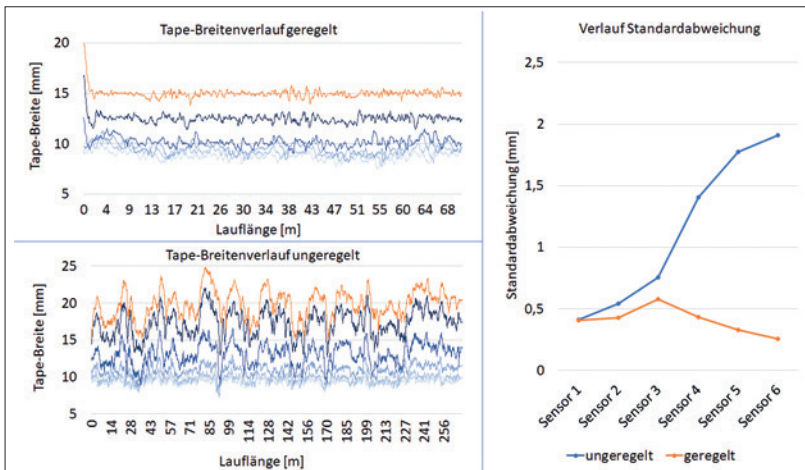 Tape-Breitenverlauf geregelt
Tape-Breite [mm]
20
15
10
5
0 4 9 13 17 21 26 30 34 38 43 47 51 55 60 64 68
Lauflänge [m]
Tape-Breitenverlauf ungeregelt
Tape-Breite [mm]
25
20
15
10
5
0 14 28 43 57 71 85 99 114 128 142 156 170 185 199 213 227 241 256
Lauflänge [m]
Verlauf Standardabweichung
Standardabweichung [mm]
2,5
2
1,5
1
0,5
0
Sensor 1 Sensor 2 Sensor 3 Sensor 4 Sensor 5 Sensor 6
ungeregelt geregelt